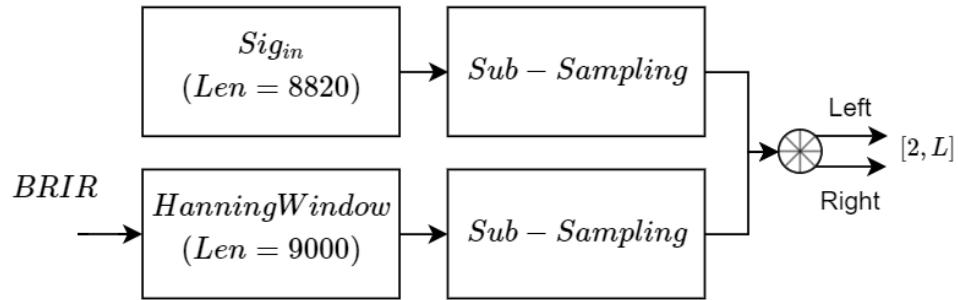 Sig_in
(Len = 8820)
Sub − Sampling
Left
[2, L]
Right
BRIR
HanningWindow
(Len = 9000)
Sub − Sampling